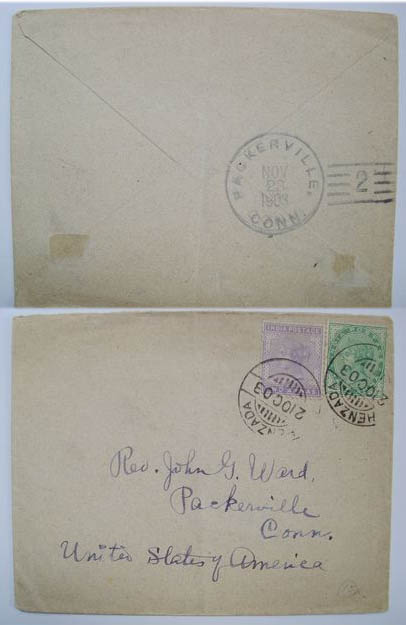 PACKERVILLE,
NOV
23
1903
CONN.
2
INDIA POSTAGE
HENZADA
21OC03
HENZADA
21OC03
Rev. John G. Ward,
Packerville
Conn.
United States of America